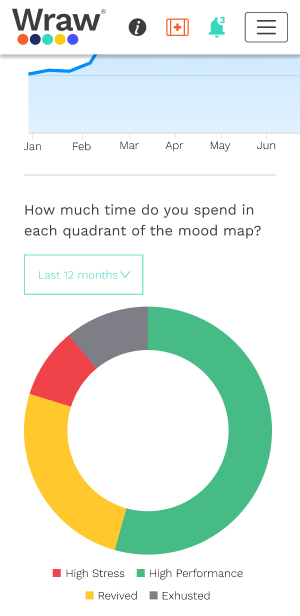 Wraw®
i
3
Jan Feb Mar Apr May Jun
How much time do you spend in
each quadrant of the mood map?
Last 12 months
High Stress High Performance
Revived Exhusted